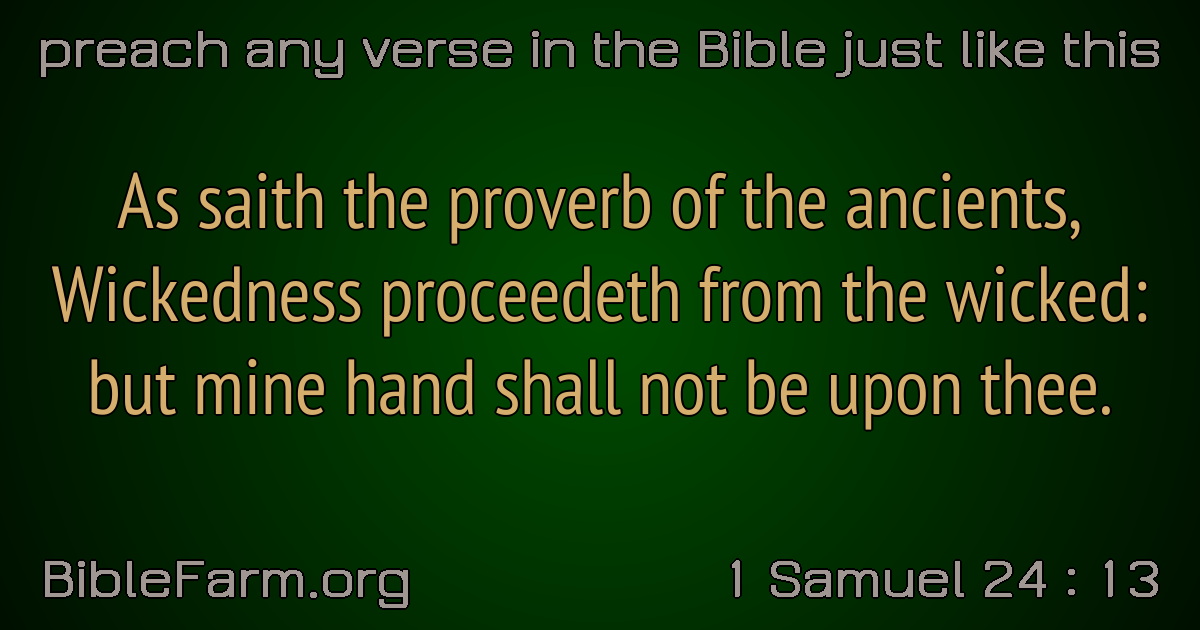 preach any verse in the Bible just like this
As saith the proverb of the ancients,
Wickedness proceedeth from the wicked:
but mine hand shall not be upon thee.
BibleFarm.org
1 Samuel 24 : 13